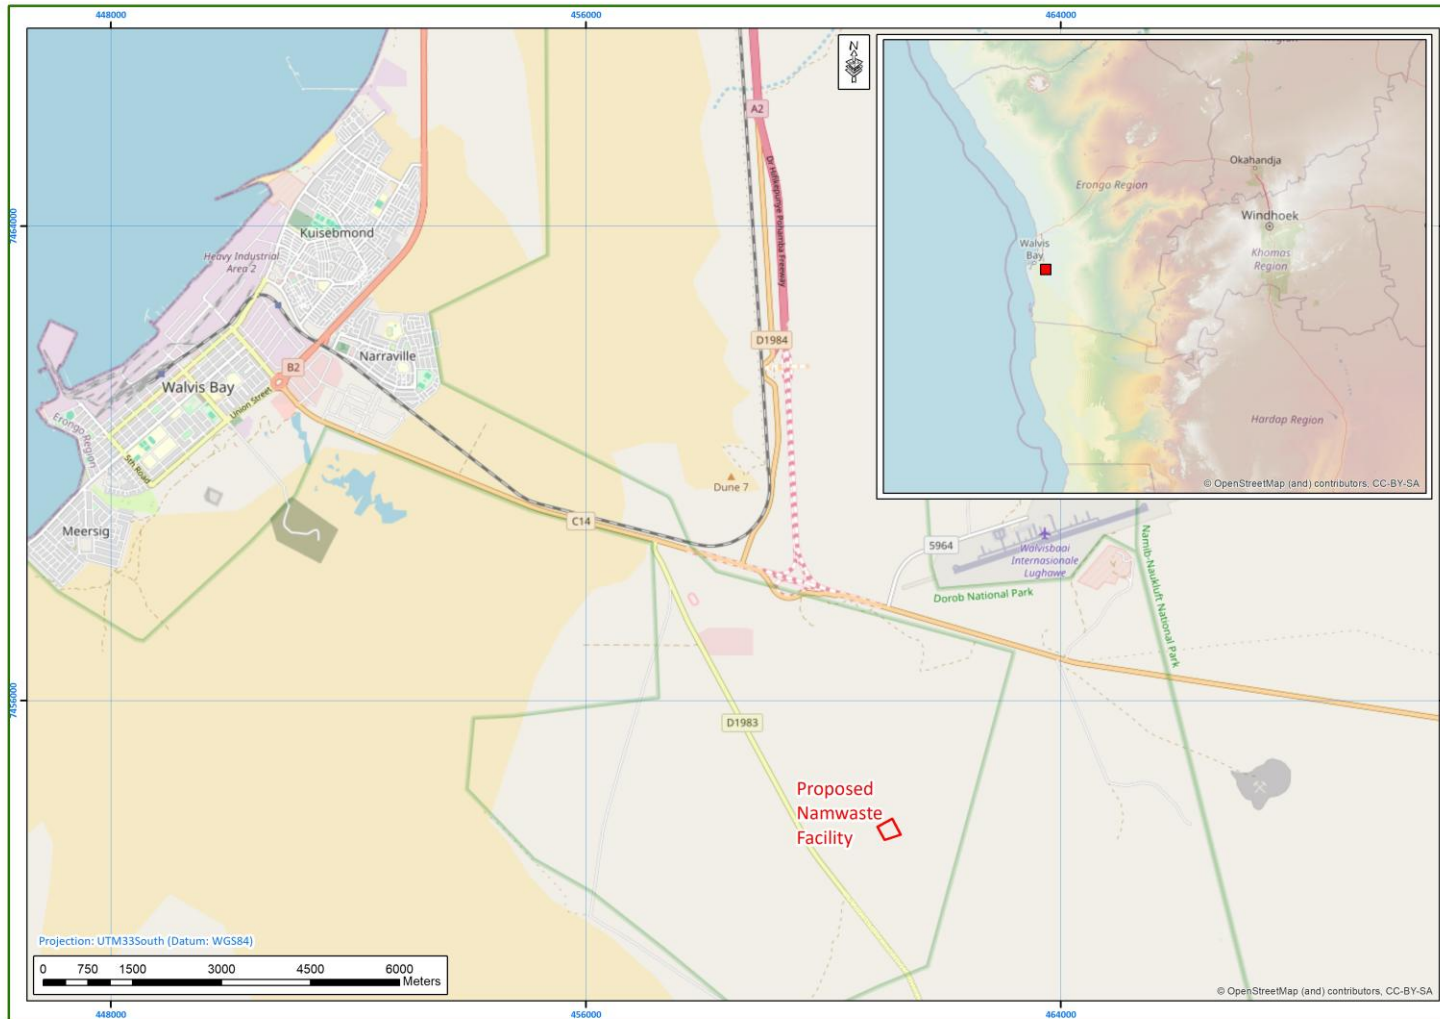 448000
456000
464000
N
A2
Dr Hifikepunye Pohamba Freeway
Okahandja
Erongo Region
Windhoek
Walvis
Bay
Khomas
Region
Hardap Region
© OpenStreetMap (and) contributors, CC-BY-SA
7464000
Kuisebmond
Heavy Industrial
Area 2
D1984
Narraville
B2
Walvis Bay
Union Street
Erongo
Region
5th Road
Dune 7
Meersig
C14
5964
Walvisbaai
Internasionale
Lughawe
Dorob National Park
Namib-Naukluft National Park
7456000
D1983
Proposed
Namwaste
Facility
Projection: UTM33South (Datum: WGS84)
0 750 1500 3000 4500 6000
Meters
© OpenStreetMap (and) contributors, CC-BY-SA
448000
456000
464000